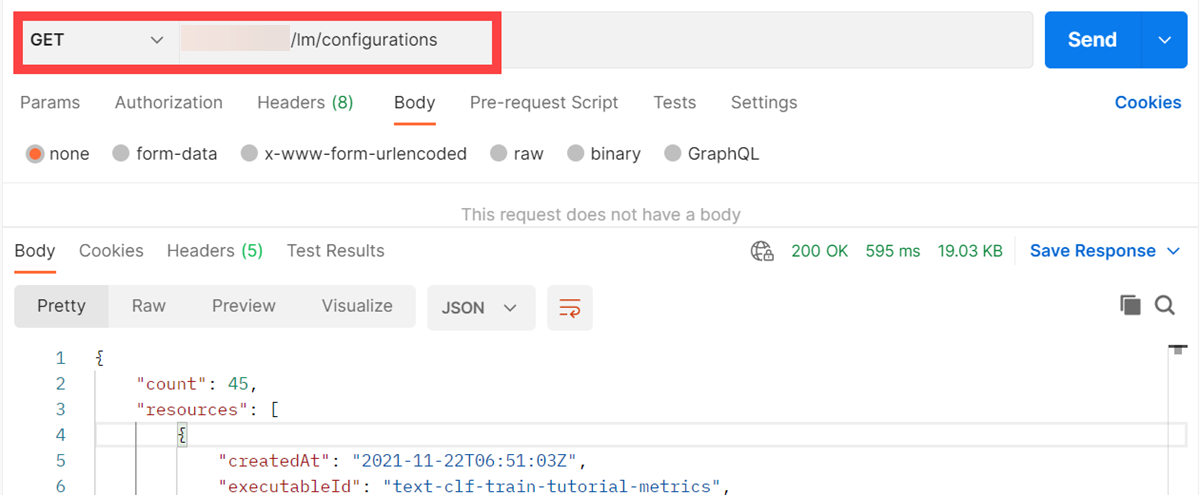 GET /lm/configurations Send
Params Authorization Headers (8) Body Pre-request Script Tests Settings Cookies
none form-data x-www-form-urlencoded raw binary GraphQL
This request does not have a body
Body Cookies Headers (5) Test Results 200 OK 595 ms 19.03 KB Save Response
Pretty Raw Preview Visualize JSON
1 {
2 "count": 45,
3 "resources": [
4 {
5 "createdAt": "2021-11-22T06:51:03Z",
6 "executableId": "text-clf-train-tutorial-metrics",